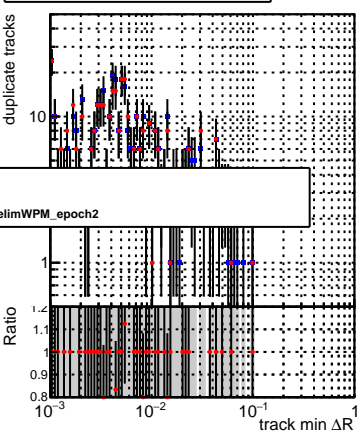 duplicate tracks
10
elimWPM_epoch2
1
Ratio
1.2
1.1
1
0.9
0.8
10−3
10−2
10−1
1
track min ΔR